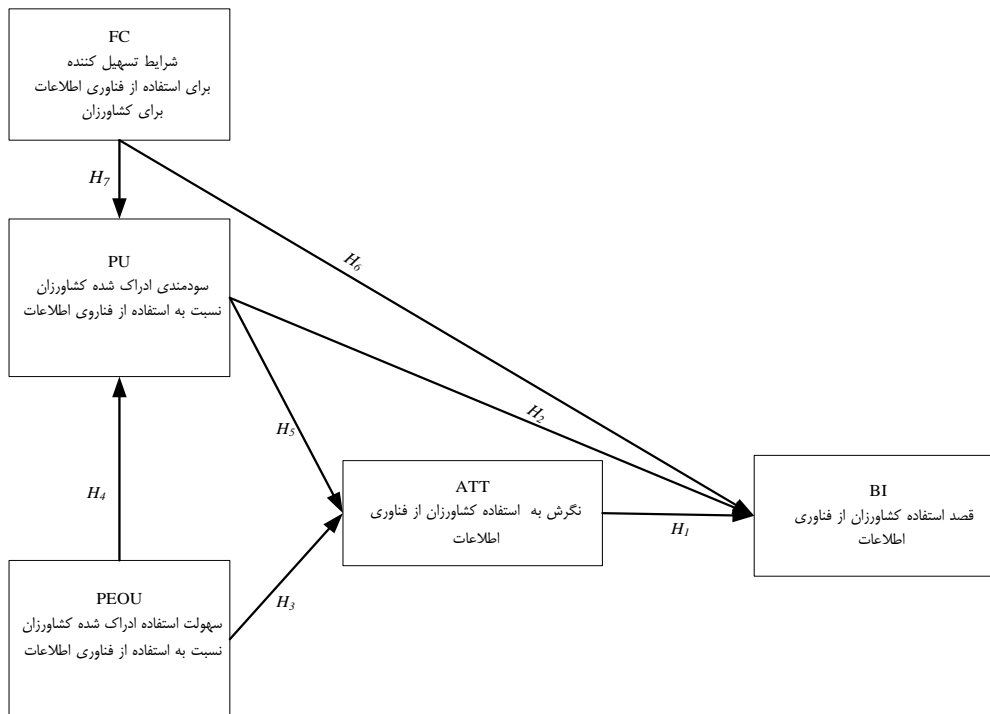 FC
شرایط تسهیل کننده
برای استفاده از فناوری اطلاعات
برای کشاورزان
H7
PU
سودمندی ادراک شده کشاورزان
نسبت به استفاده از فناروی اطلاعات
H6
H2
H5
H4
ATT
نگرش به استفاده کشاورزان از فناوری
اطلاعات
H1
BI
قصد استفاده کشاورزان از فناوری
اطلاعات
H3
PEOU
سهولت استفاده ادراک شده کشاورزان
نسبت به استفاده از فناوری اطلاعات